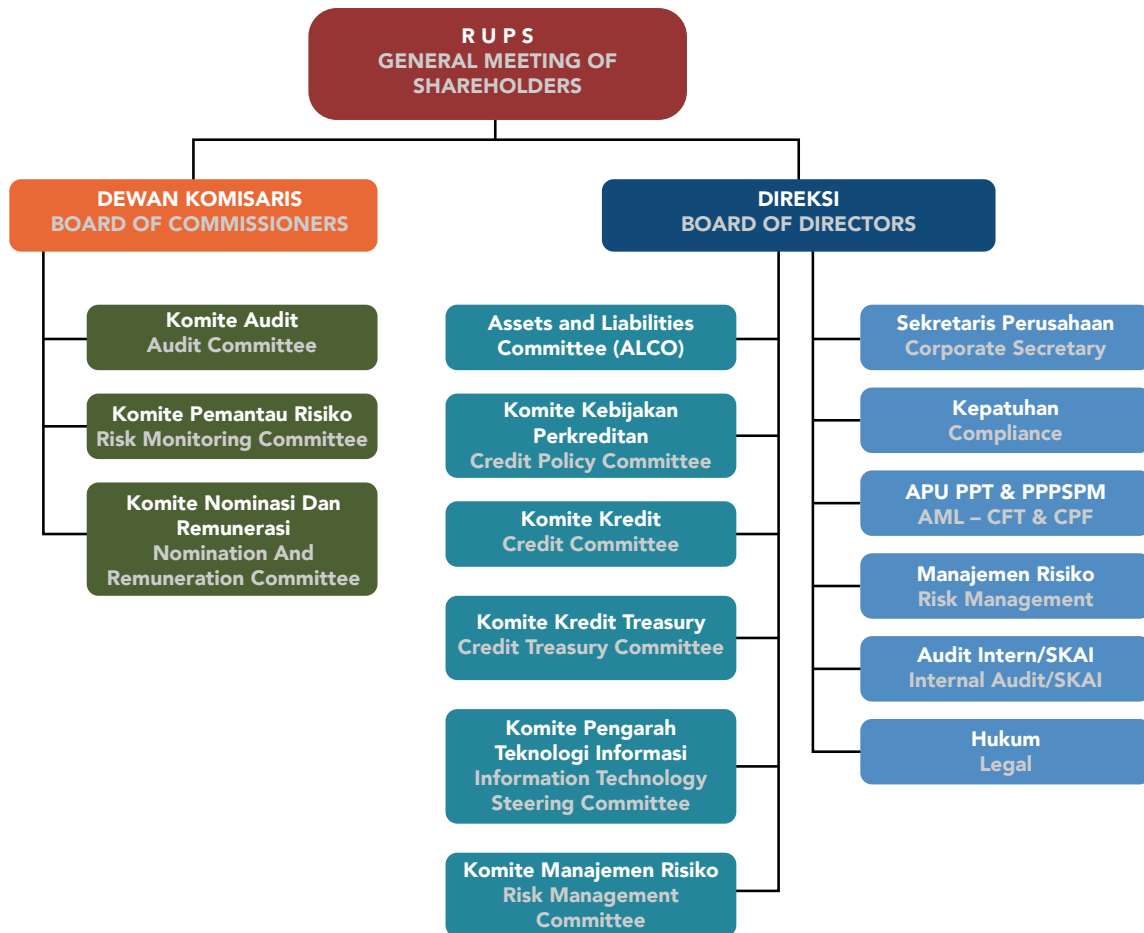 R U P S
GENERAL MEETING OF
SHAREHOLDERS
DEWAN KOMISARIS
BOARD OF COMMISSIONERS
DIREKSI
BOARD OF DIRECTORS
Komite Audit
Audit Committee
Komite Pemantau Risiko
Risk Monitoring Committee
Komite Nominasi Dan
Remunerasi
Nomination And
Remuneration Committee
Assets and Liabilities
Committee (ALCO)
Komite Kebijakan
Perkreditan
Credit Policy Committee
Komite Kredit
Credit Committee
Komite Kredit Treasury
Credit Treasury Committee
Komite Pengarah
Teknologi Informasi
Information Technology
Steering Committee
Komite Manajemen Risiko
Risk Management
Committee
Sekretaris Perusahaan
Corporate Secretary
Kepatuhan
Compliance
APU PPT & PPPSPM
AML – CFT & CPF
Manajemen Risiko
Risk Management
Audit Intern/SKAI
Internal Audit/SKAI
Hukum
Legal